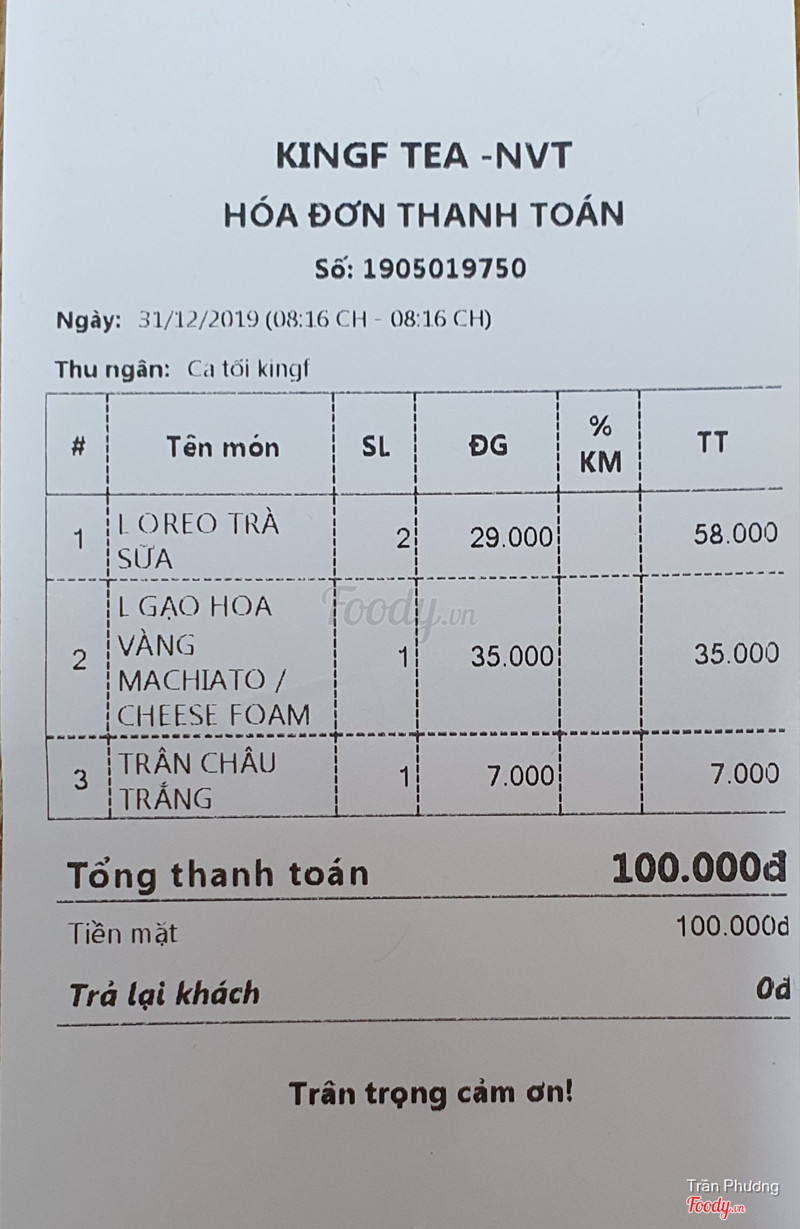 KINGF TEA -NVT
HÓA ĐƠN THANH TOÁN
Số: 1905019750
Ngày: 31/12/2019 (08:16 CH - 08:16 CH)
Thu ngân: Ca tối kingf
# Tên món SL ĐG % KM TT
1 L OREO TRÀ SỮA 2 29.000 58.000
2 L GẠO HOA VÀNG MACHIATO / CHEESE FOAM 1 35.000 35.000
3 TRÂN CHÂU TRẮNG 1 7.000 7.000
Tổng thanh toán 100.000đ
Tiền mặt 100.000đ
Trả lại khách 0đ
Trân trọng cảm ơn!
Foody.vn
Trần Phương
Foody.vn